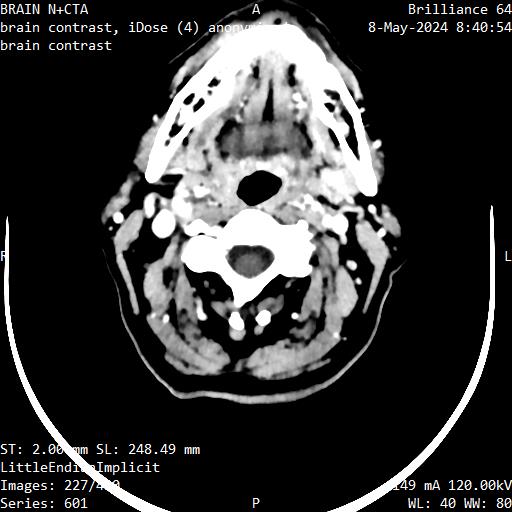 BRAIN N+CTA
A
Brilliance 64
brain contrast, iDose (4)
8-May-2024 8:40:54
brain contrast
R
L
ST: 2.00 mm SL: 248.49 mm
LittleEndianImplicit
Images: 227/
149 mA 120.00kV
Series: 601
P
WL: 40 WW: 80